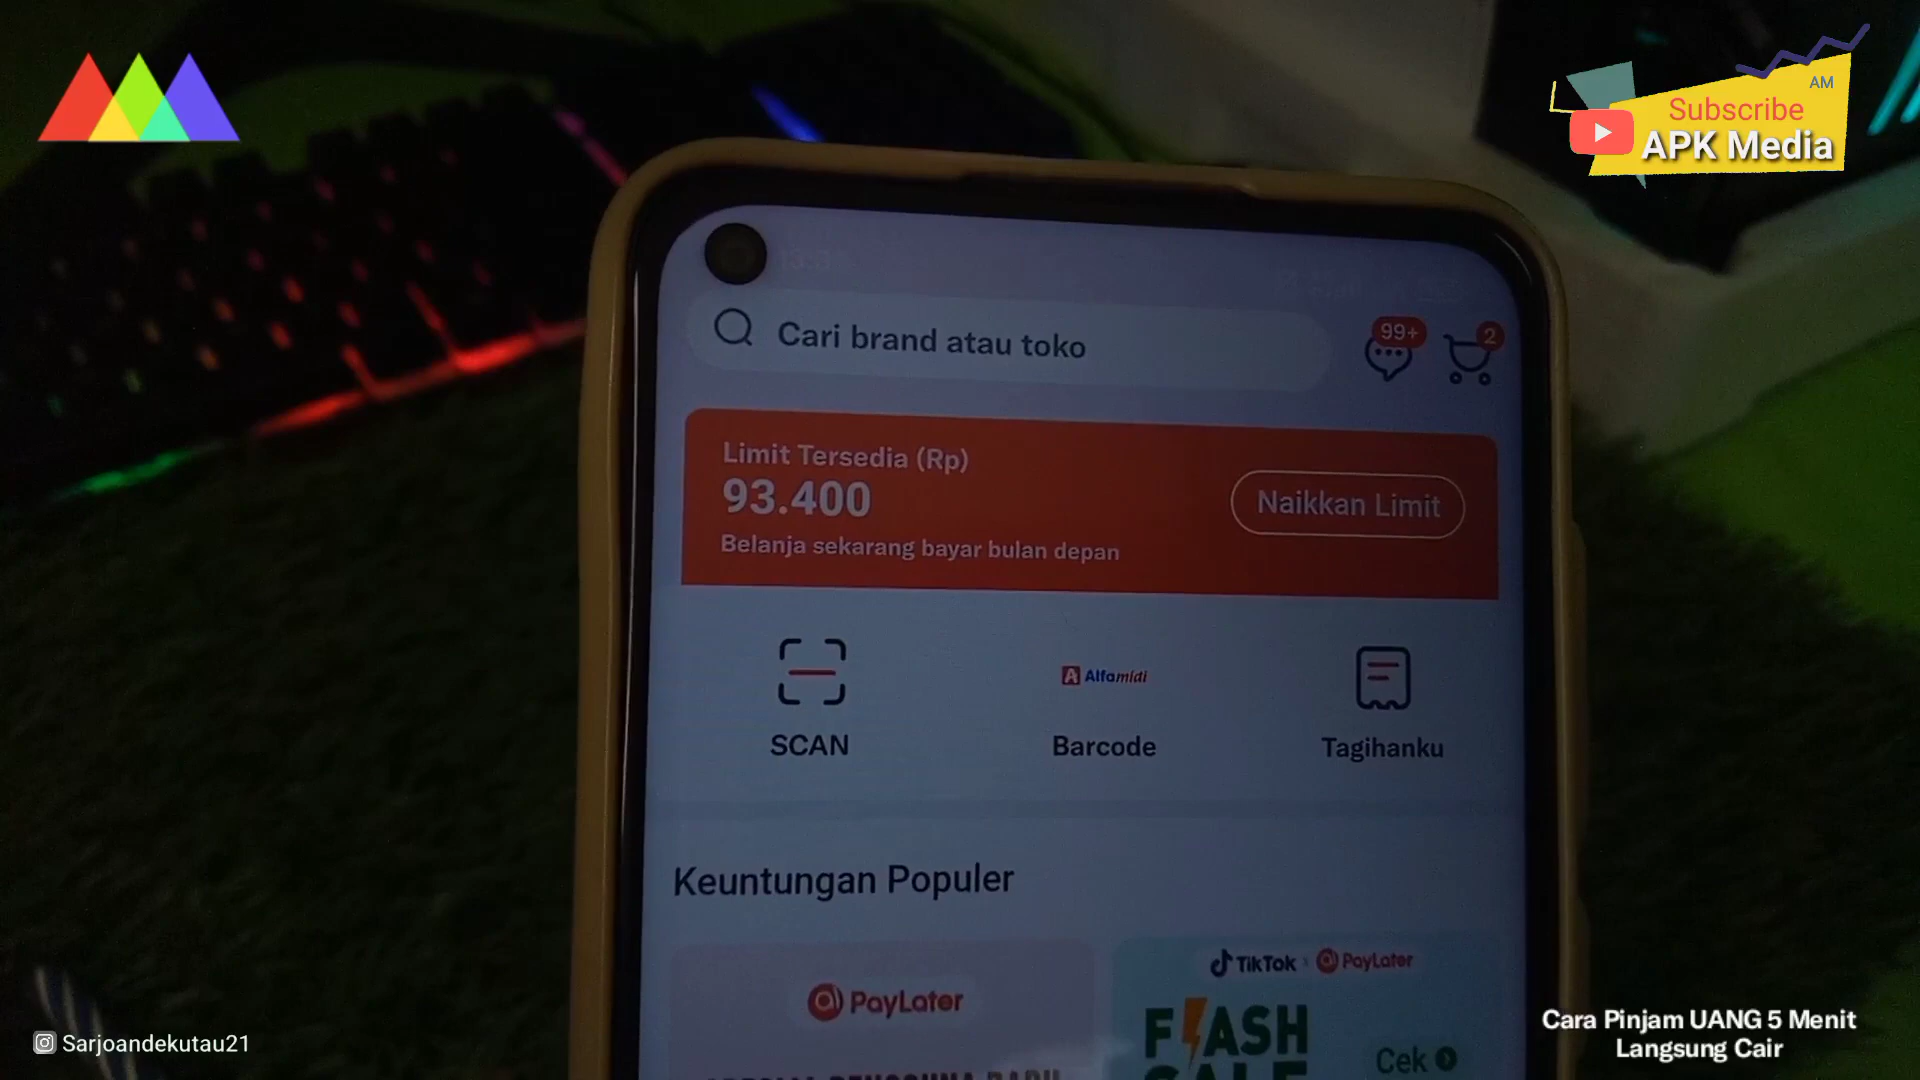 AM
Subscribe
APK Media
Cari brand atau toko
99+
2
Limit Tersedia (Rp)
93.400
Belanja sekarang bayar bulan depan
Naikkan Limit
Alfamidi
SCAN
Barcode
Tagihanku
Keuntungan Populer
PayLater
TikTok x PayLater
FLASH
SALE
Cek
Sarjoandekutau21
Cara Pinjam UANG 5 Menit
Langsung Cair